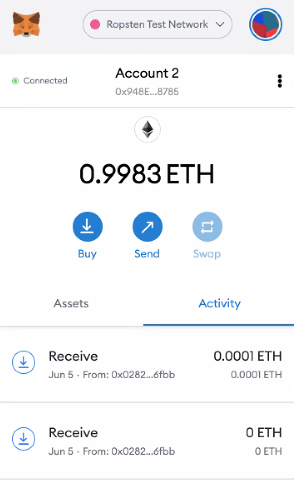 Ropsten Test Network
Connected
Account 2
0x948E...8785
0.9983 ETH
Buy
Send
Swap
Assets
Activity
Receive
0.0001 ETH
Jun 5 · From: 0x0282...6fbb
0.0001 ETH
Receive
0 ETH
Jun 5 · From: 0x0282...6fbb
0 ETH